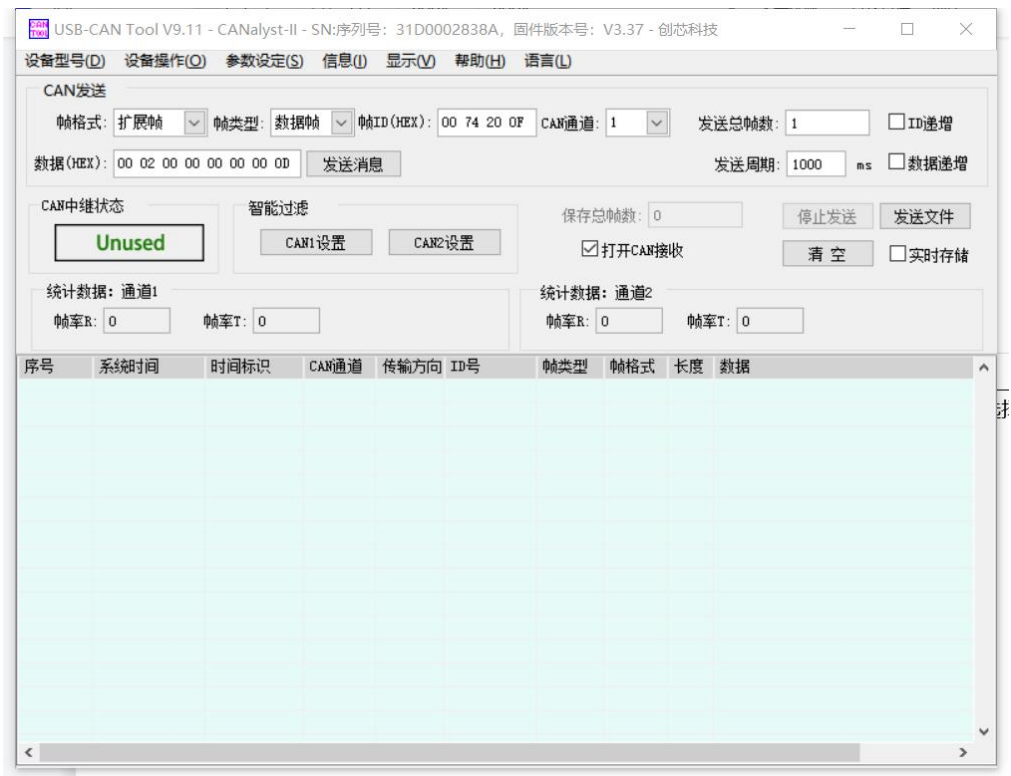 CAN TOOL USB-CAN Tool V9.11 - CANalyst-II - SN:序列号：31D0002838A，固件版本号：V3.37 - 创芯科技
设备型号(D) 设备操作(O) 参数设定(S) 信息(I) 显示(V) 帮助(H) 语言(L)
CAN发送
帧格式: 扩展帧 帧类型: 数据帧 帧ID(HEX): 00 74 20 0F CAN通道: 1 发送总帧数: 1 ID递增
数据(HEX): 00 02 00 00 00 00 00 0D 发送消息 发送周期: 1000 ms 数据递增
CAN中继状态 智能过滤 保存总帧数: 0 停止发送 发送文件
Unused CAN1设置 CAN2设置 打开CAN接收 清 空 实时存储
统计数据：通道1 统计数据：通道2
帧率R: 0 帧率T: 0 帧率R: 0 帧率T: 0
序号 系统时间 时间标识 CAN通道 传输方向 ID号 帧类型 帧格式 长度 数据